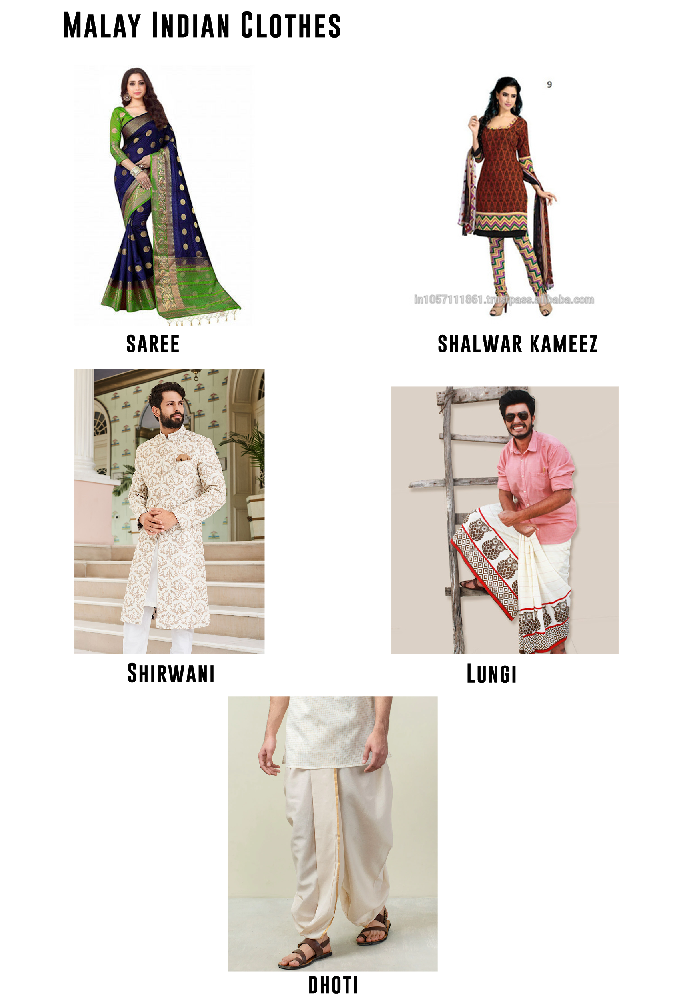 Malay Indian Clothes
9
in1057111861.trustpass.alibaba.com
SAREE
SHALWAR KAMEEZ
Shirwani
Lungi
DHOTI